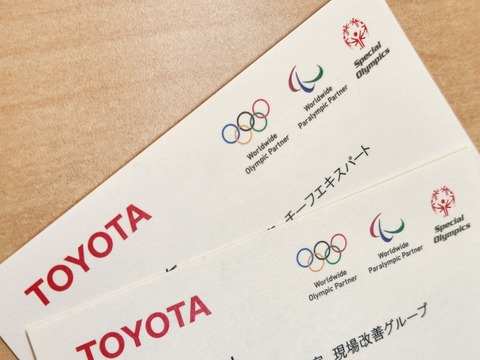 Special
Olympics
Worldwide
Paralympic Partner
Worldwide
Olympic Partner
チーフエキスパート
TOYOTA
Special
Olympics
Worldwide
Paralympic Partner
Worldwide
Olympic Partner
現場改善グループ
TOYOTA